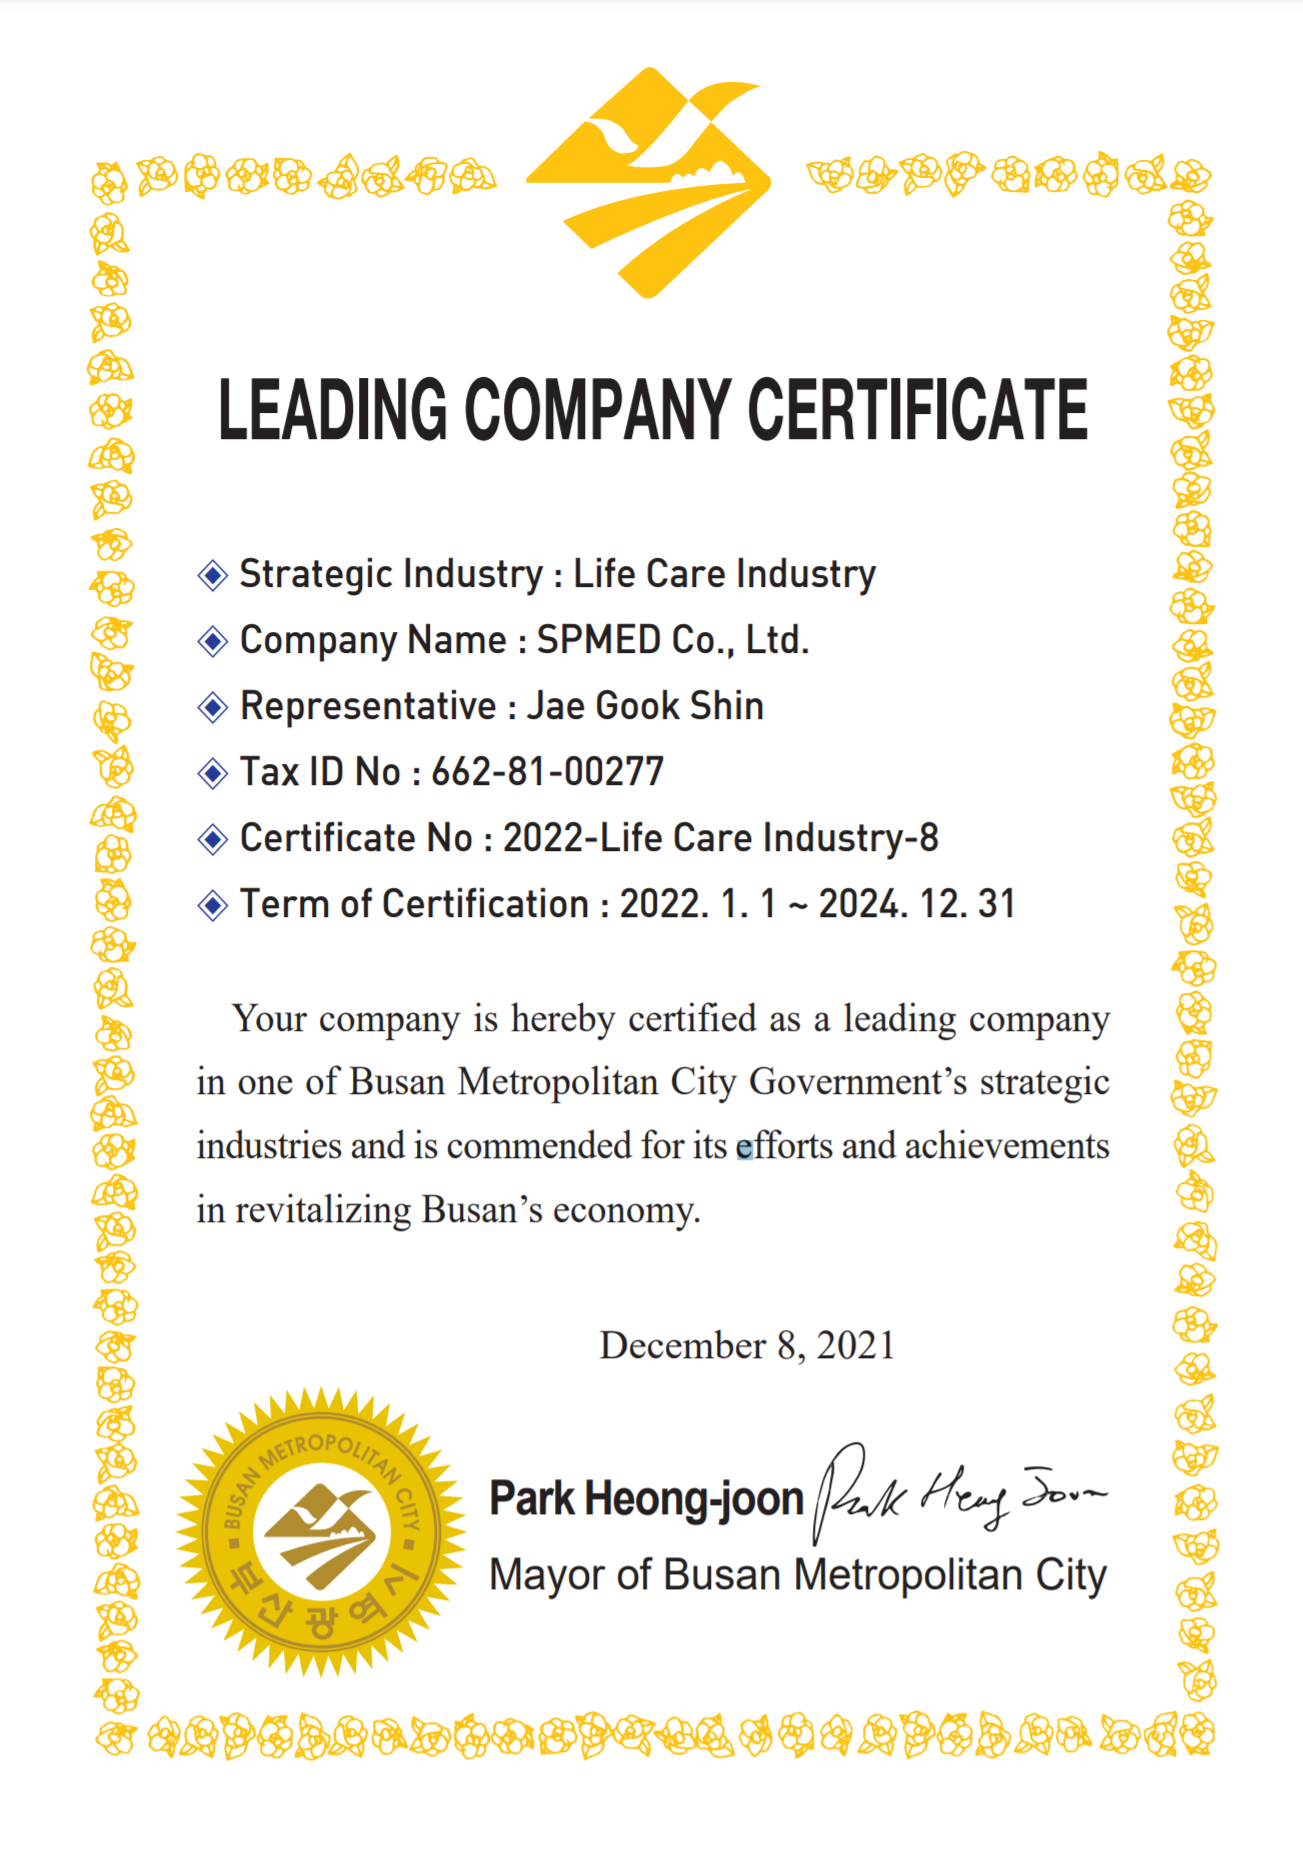 LEADING COMPANY CERTIFICATE
Strategic Industry : Life Care Industry
Company Name : SPMED Co., Ltd.
Representative : Jae Gook Shin
Tax ID No : 662-81-00277
Certificate No : 2022-Life Care Industry-8
Term of Certification : 2022. 1. 1 ~ 2024. 12. 31
Your company is hereby certified as a leading company
in one of Busan Metropolitan City Government’s strategic
industries and is commended for its efforts and achievements
in revitalizing Busan’s economy.
December 8, 2021
BUSAN METROPOLITAN CITY
부산광역시
Park Heong-joon Park Heong Joon
Mayor of Busan Metropolitan City